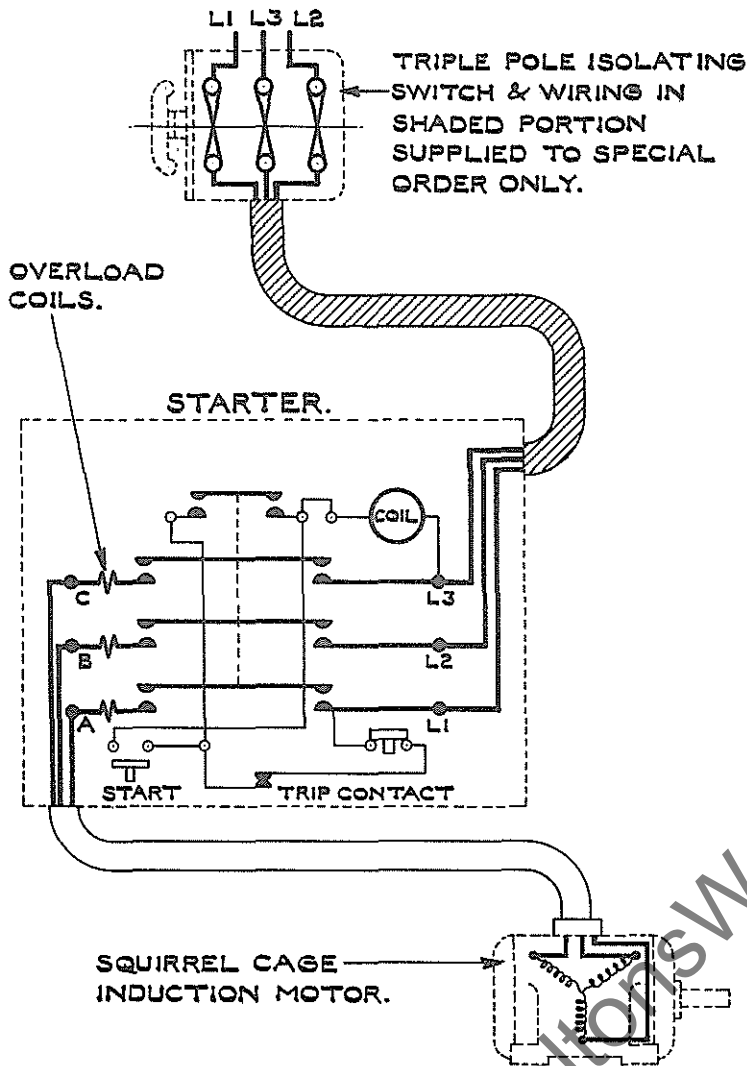 L1 L3 L2
TRIPLE POLE ISOLATING
SWITCH & WIRING IN
SHADED PORTION
SUPPLIED TO SPECIAL
ORDER ONLY.
OVERLOAD
COILS.
STARTER.
COIL
C
L3
B
L2
A
L1
START
TRIP CONTACT
SQUIRREL CAGE
INDUCTION MOTOR.
ltonsW